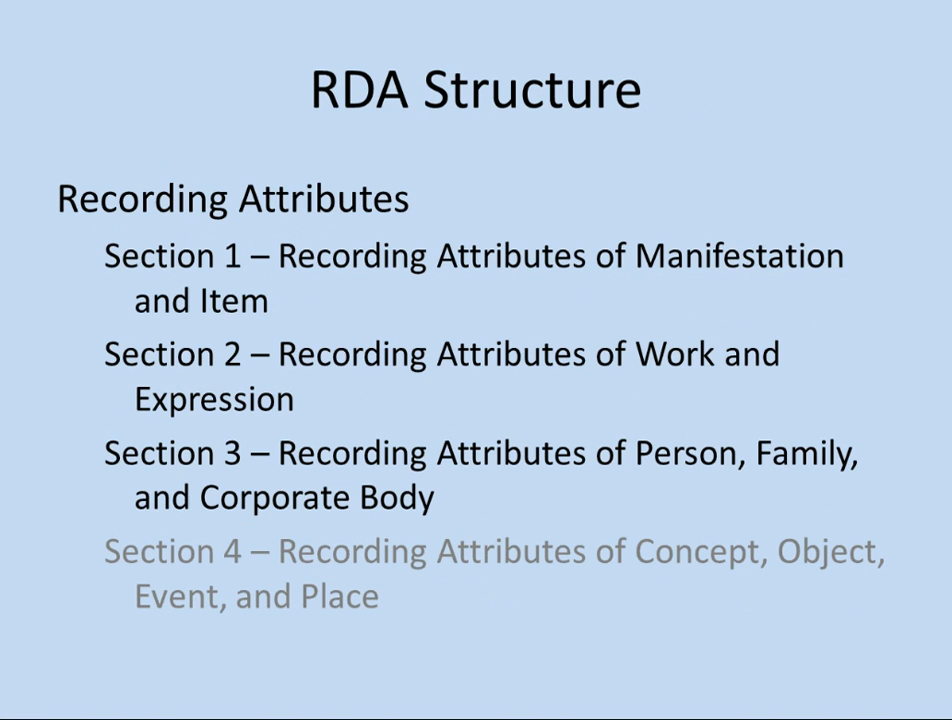 RDA Structure
Recording Attributes
Section 1 – Recording Attributes of Manifestation
and Item
Section 2 – Recording Attributes of Work and
Expression
Section 3 – Recording Attributes of Person, Family,
and Corporate Body
Section 4 – Recording Attributes of Concept, Object,
Event, and Place